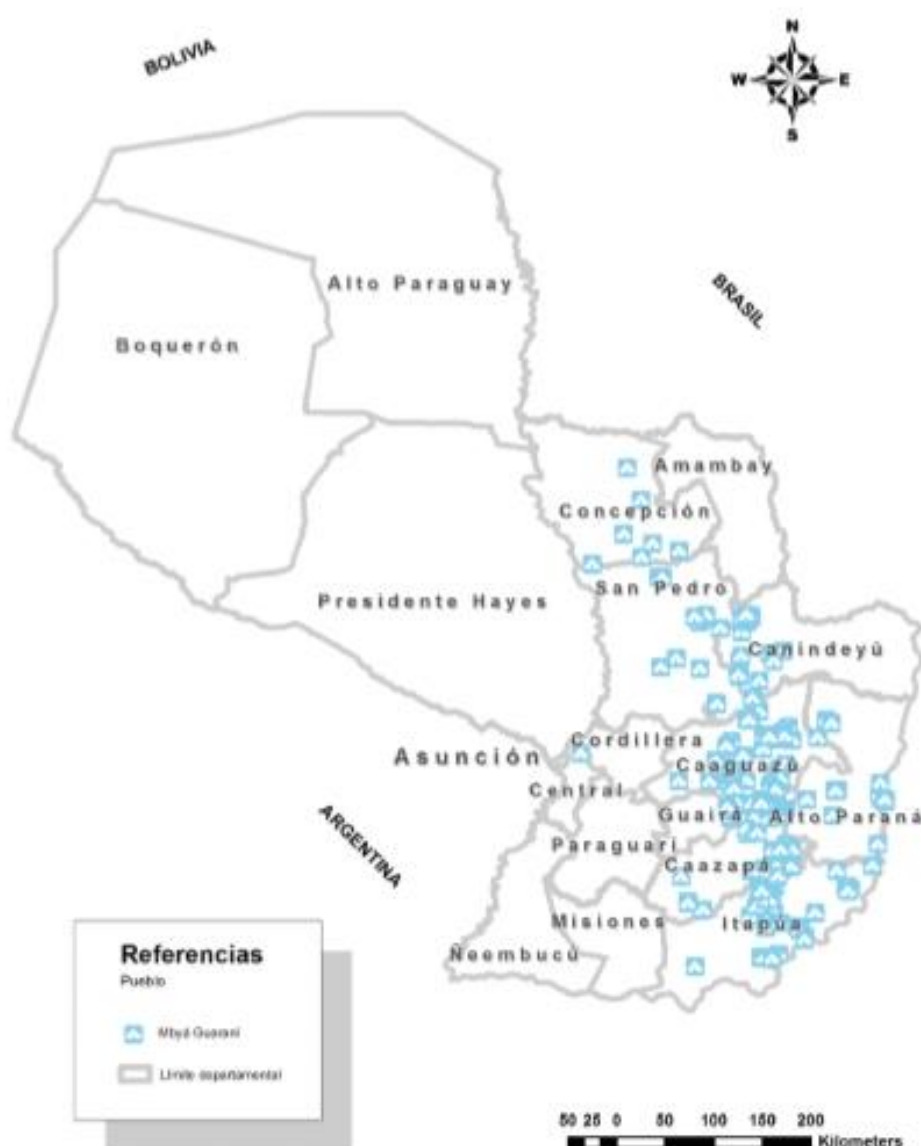 N
BOLIVIA
W E
S
Alto Paraguay
BRASIL
Boquerón
Amambay
Concepción
San Pedro
Presidente Hayes
Canindeyú
Cordillera
Asunción
Caaguazú
Central
Guairá
Alto Paraná
ARGENTINA
Paraguari
Caazapá
Misiones
Itapúa
Ñeembucú
Referencias
Pueblo
Mbyá Guaraní
Límite departamental
50 25 0 50 100 150 200
Kilometers